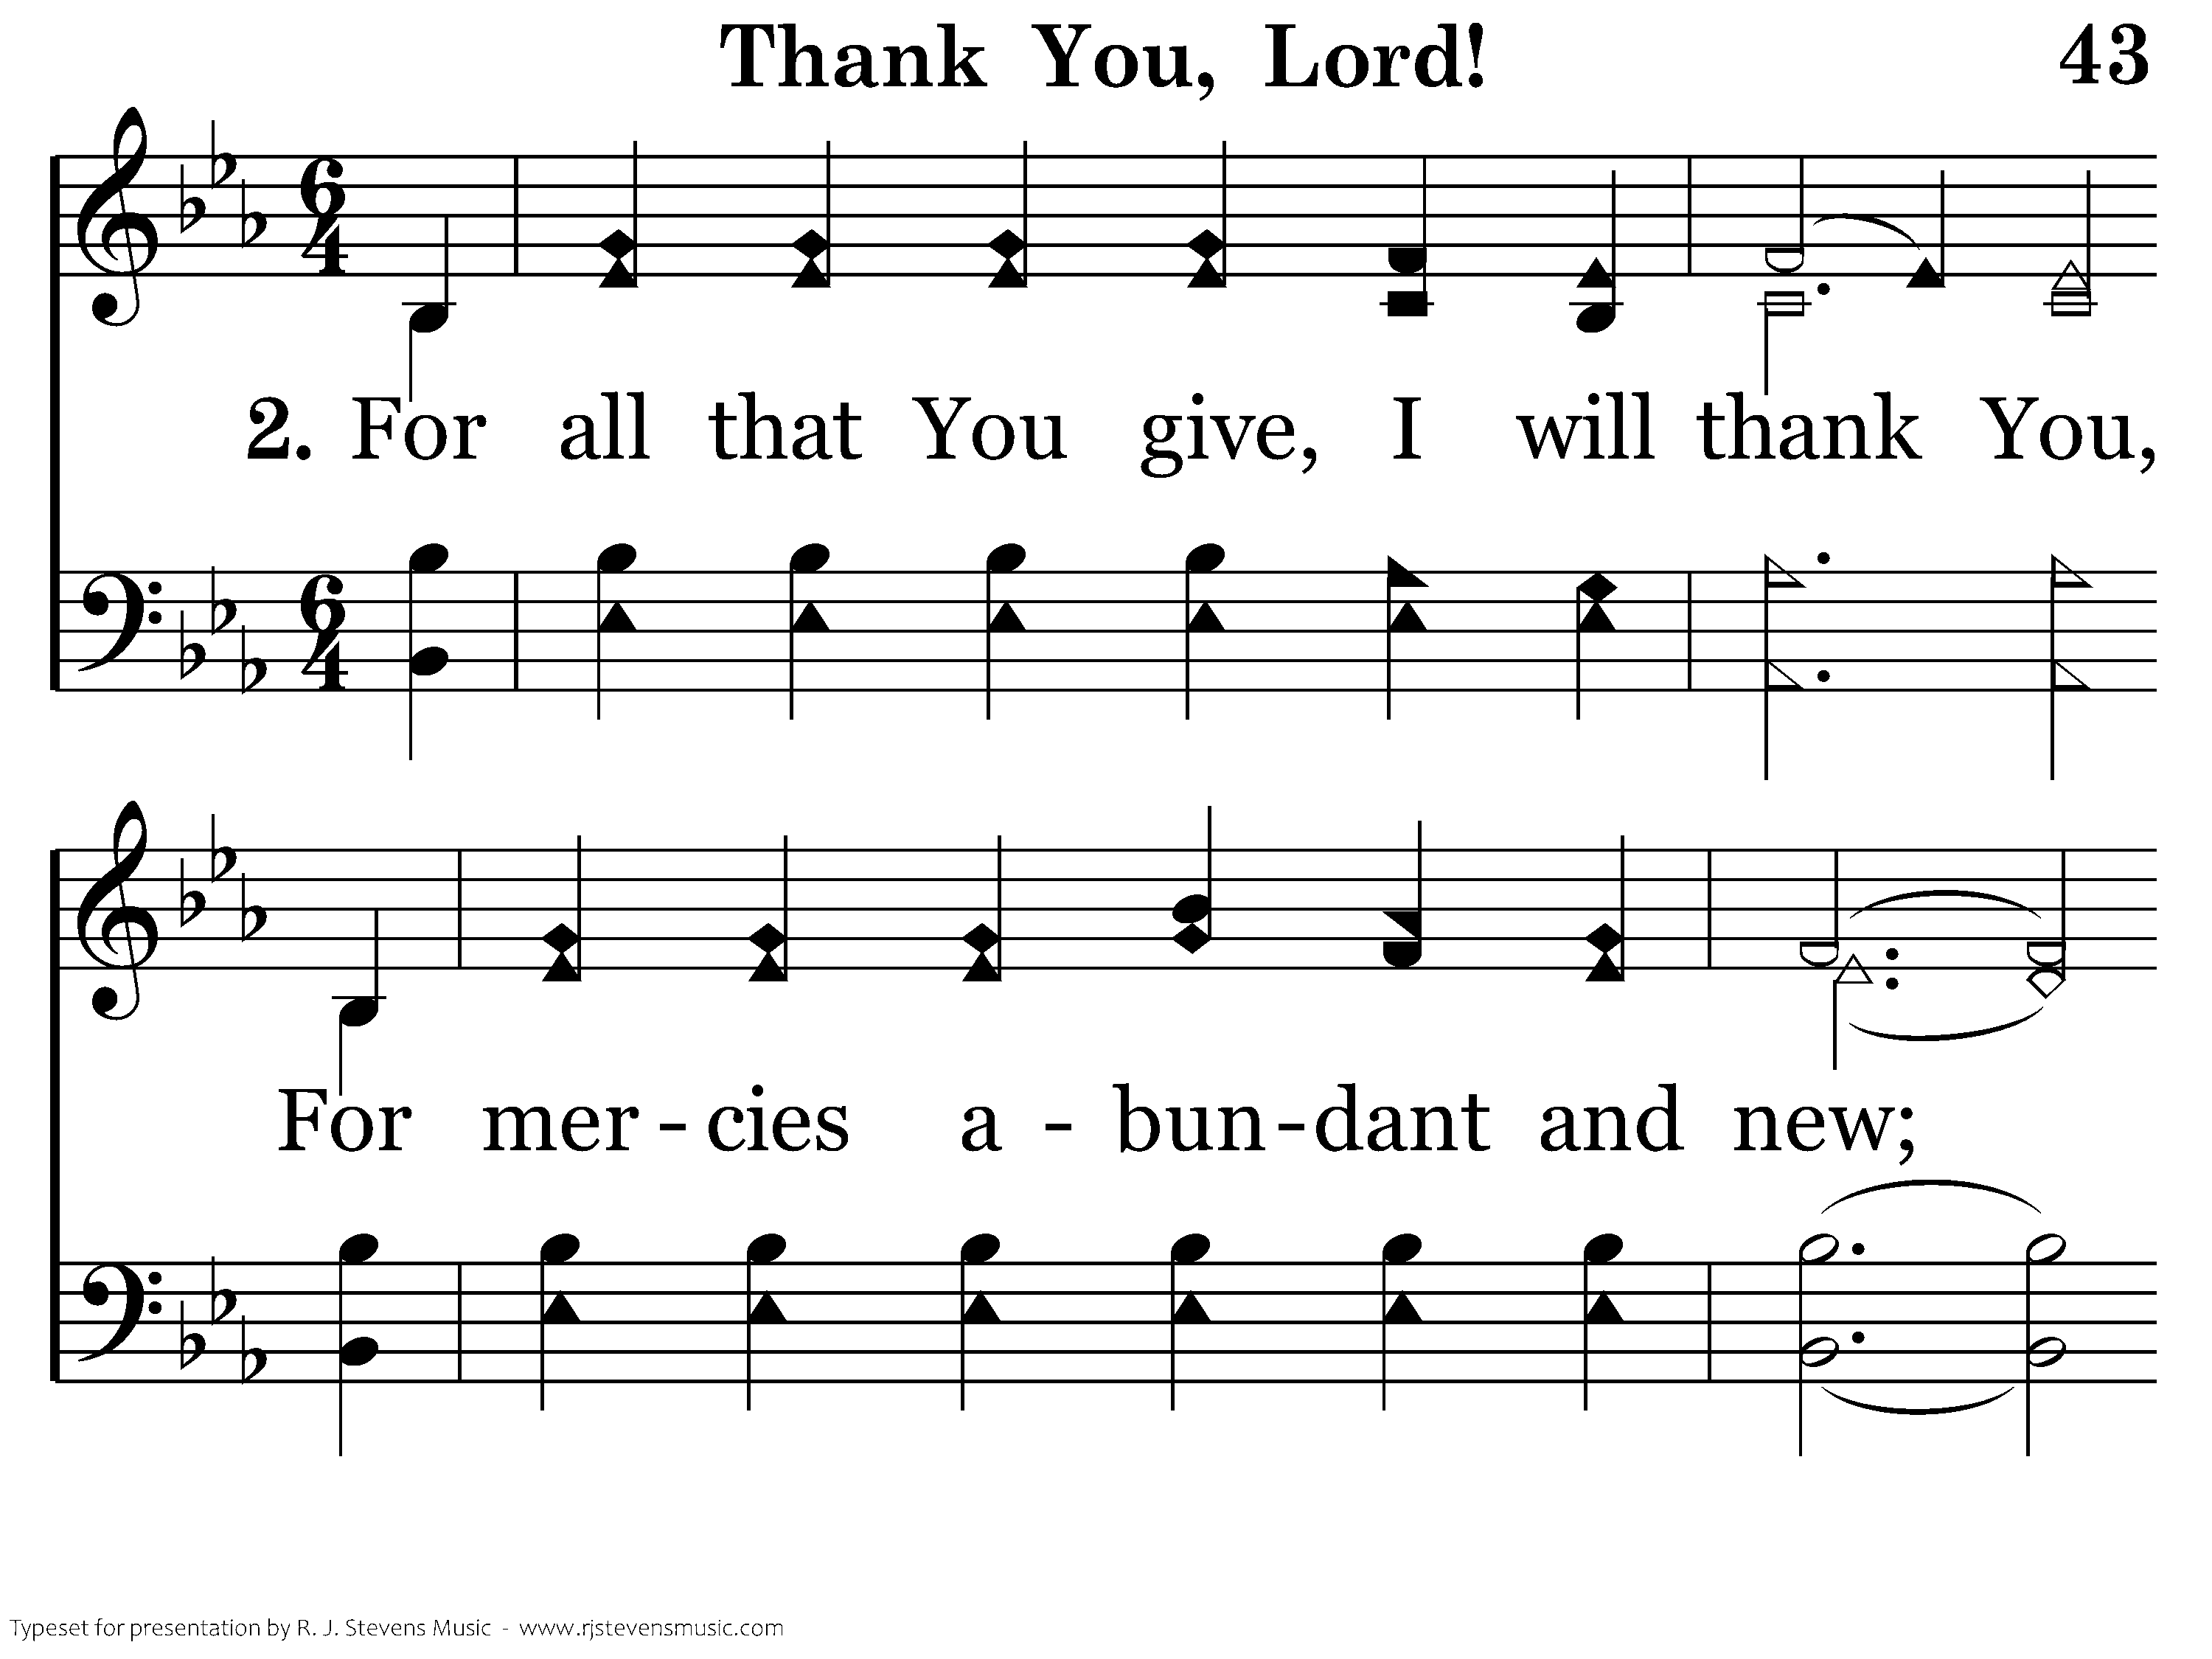 Thank You, Lord! 43
2. For all that You give, I will thank You,
For mer - cies a - bun - dant and new;
Typeset for presentation by R. J. Stevens Music - www.rjstevensmusic.com